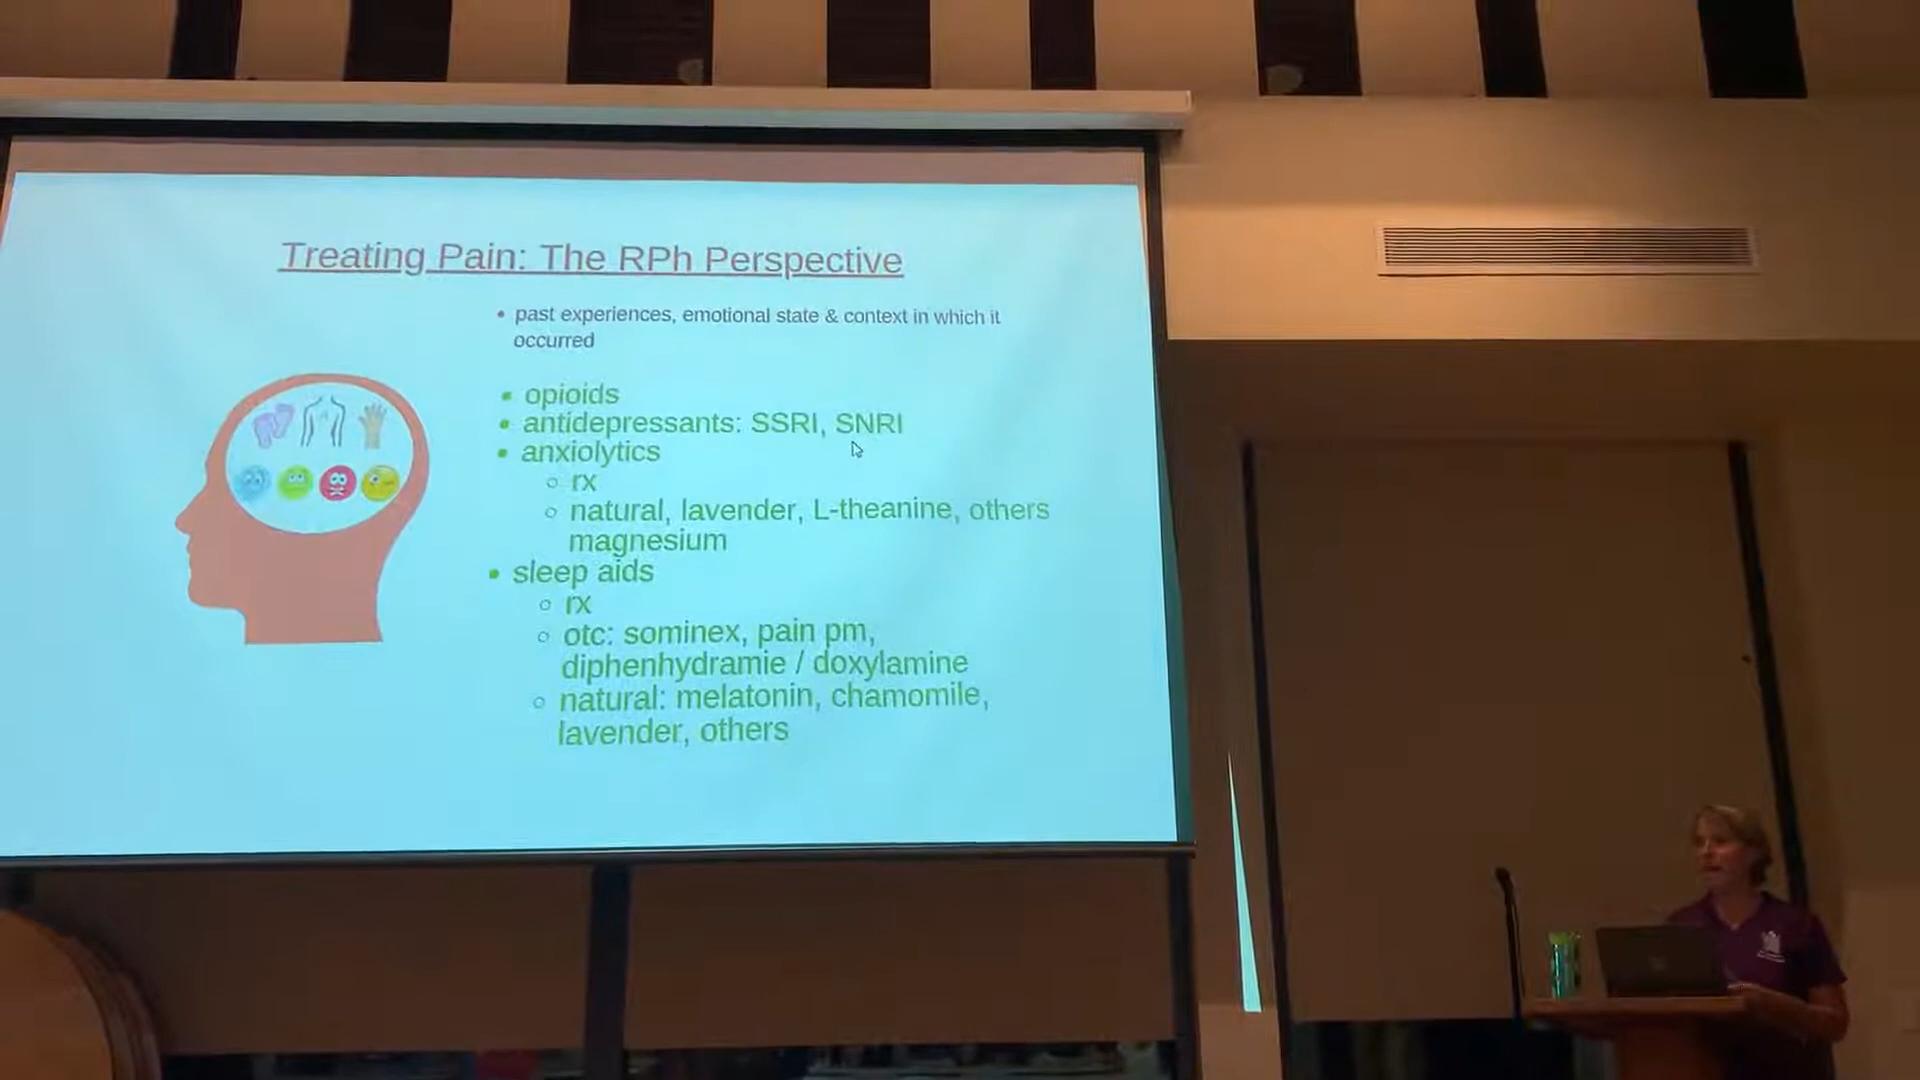 Treating Pain: The RPh Perspective
• past experiences, emotional state & context in which it
occurred
• opioids
• antidepressants: SSRI, SNRI
• anxiolytics
○ rx
○ natural, lavender, L-theanine, others
magnesium
• sleep aids
○ rx
○ otc: sominex, pain pm,
diphenhydramie / doxylamine
○ natural: melatonin, chamomile,
lavender, others